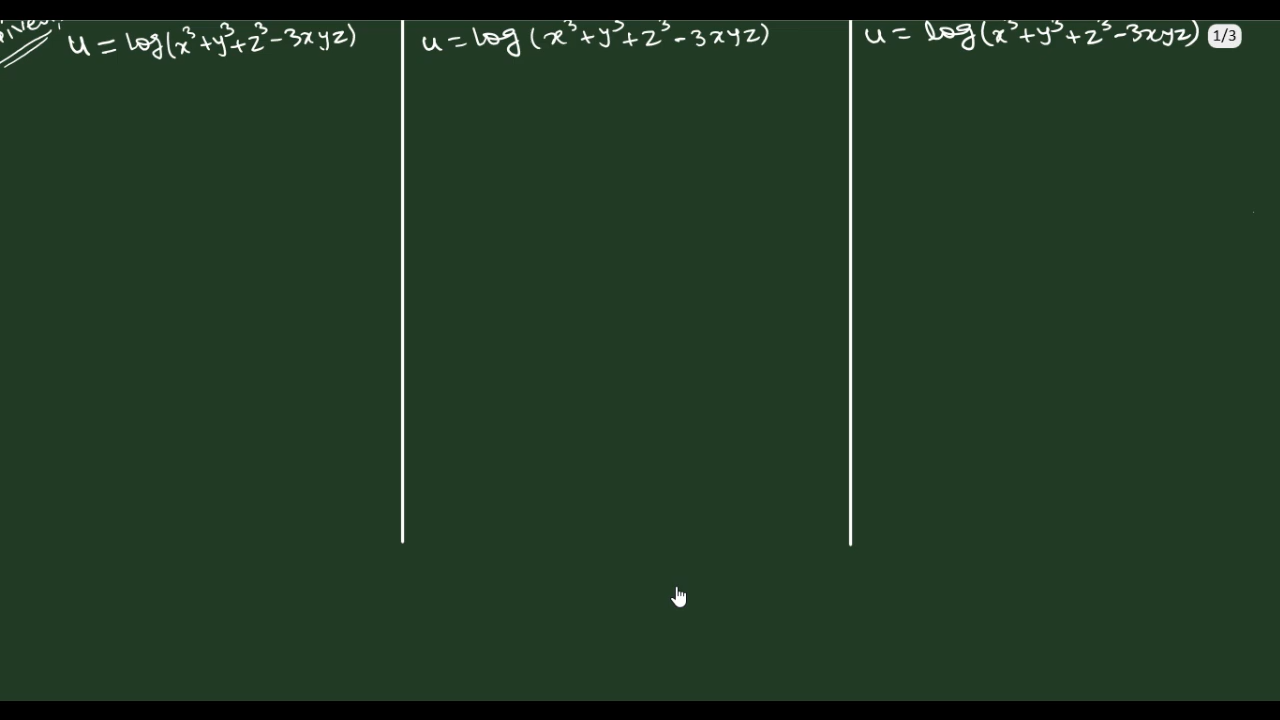 u = log(x³+y³+z³-3xyz)
u = log (x³+y³+z³-3xyz)
u = log(x³+y³+z³-3xyz)
1/3